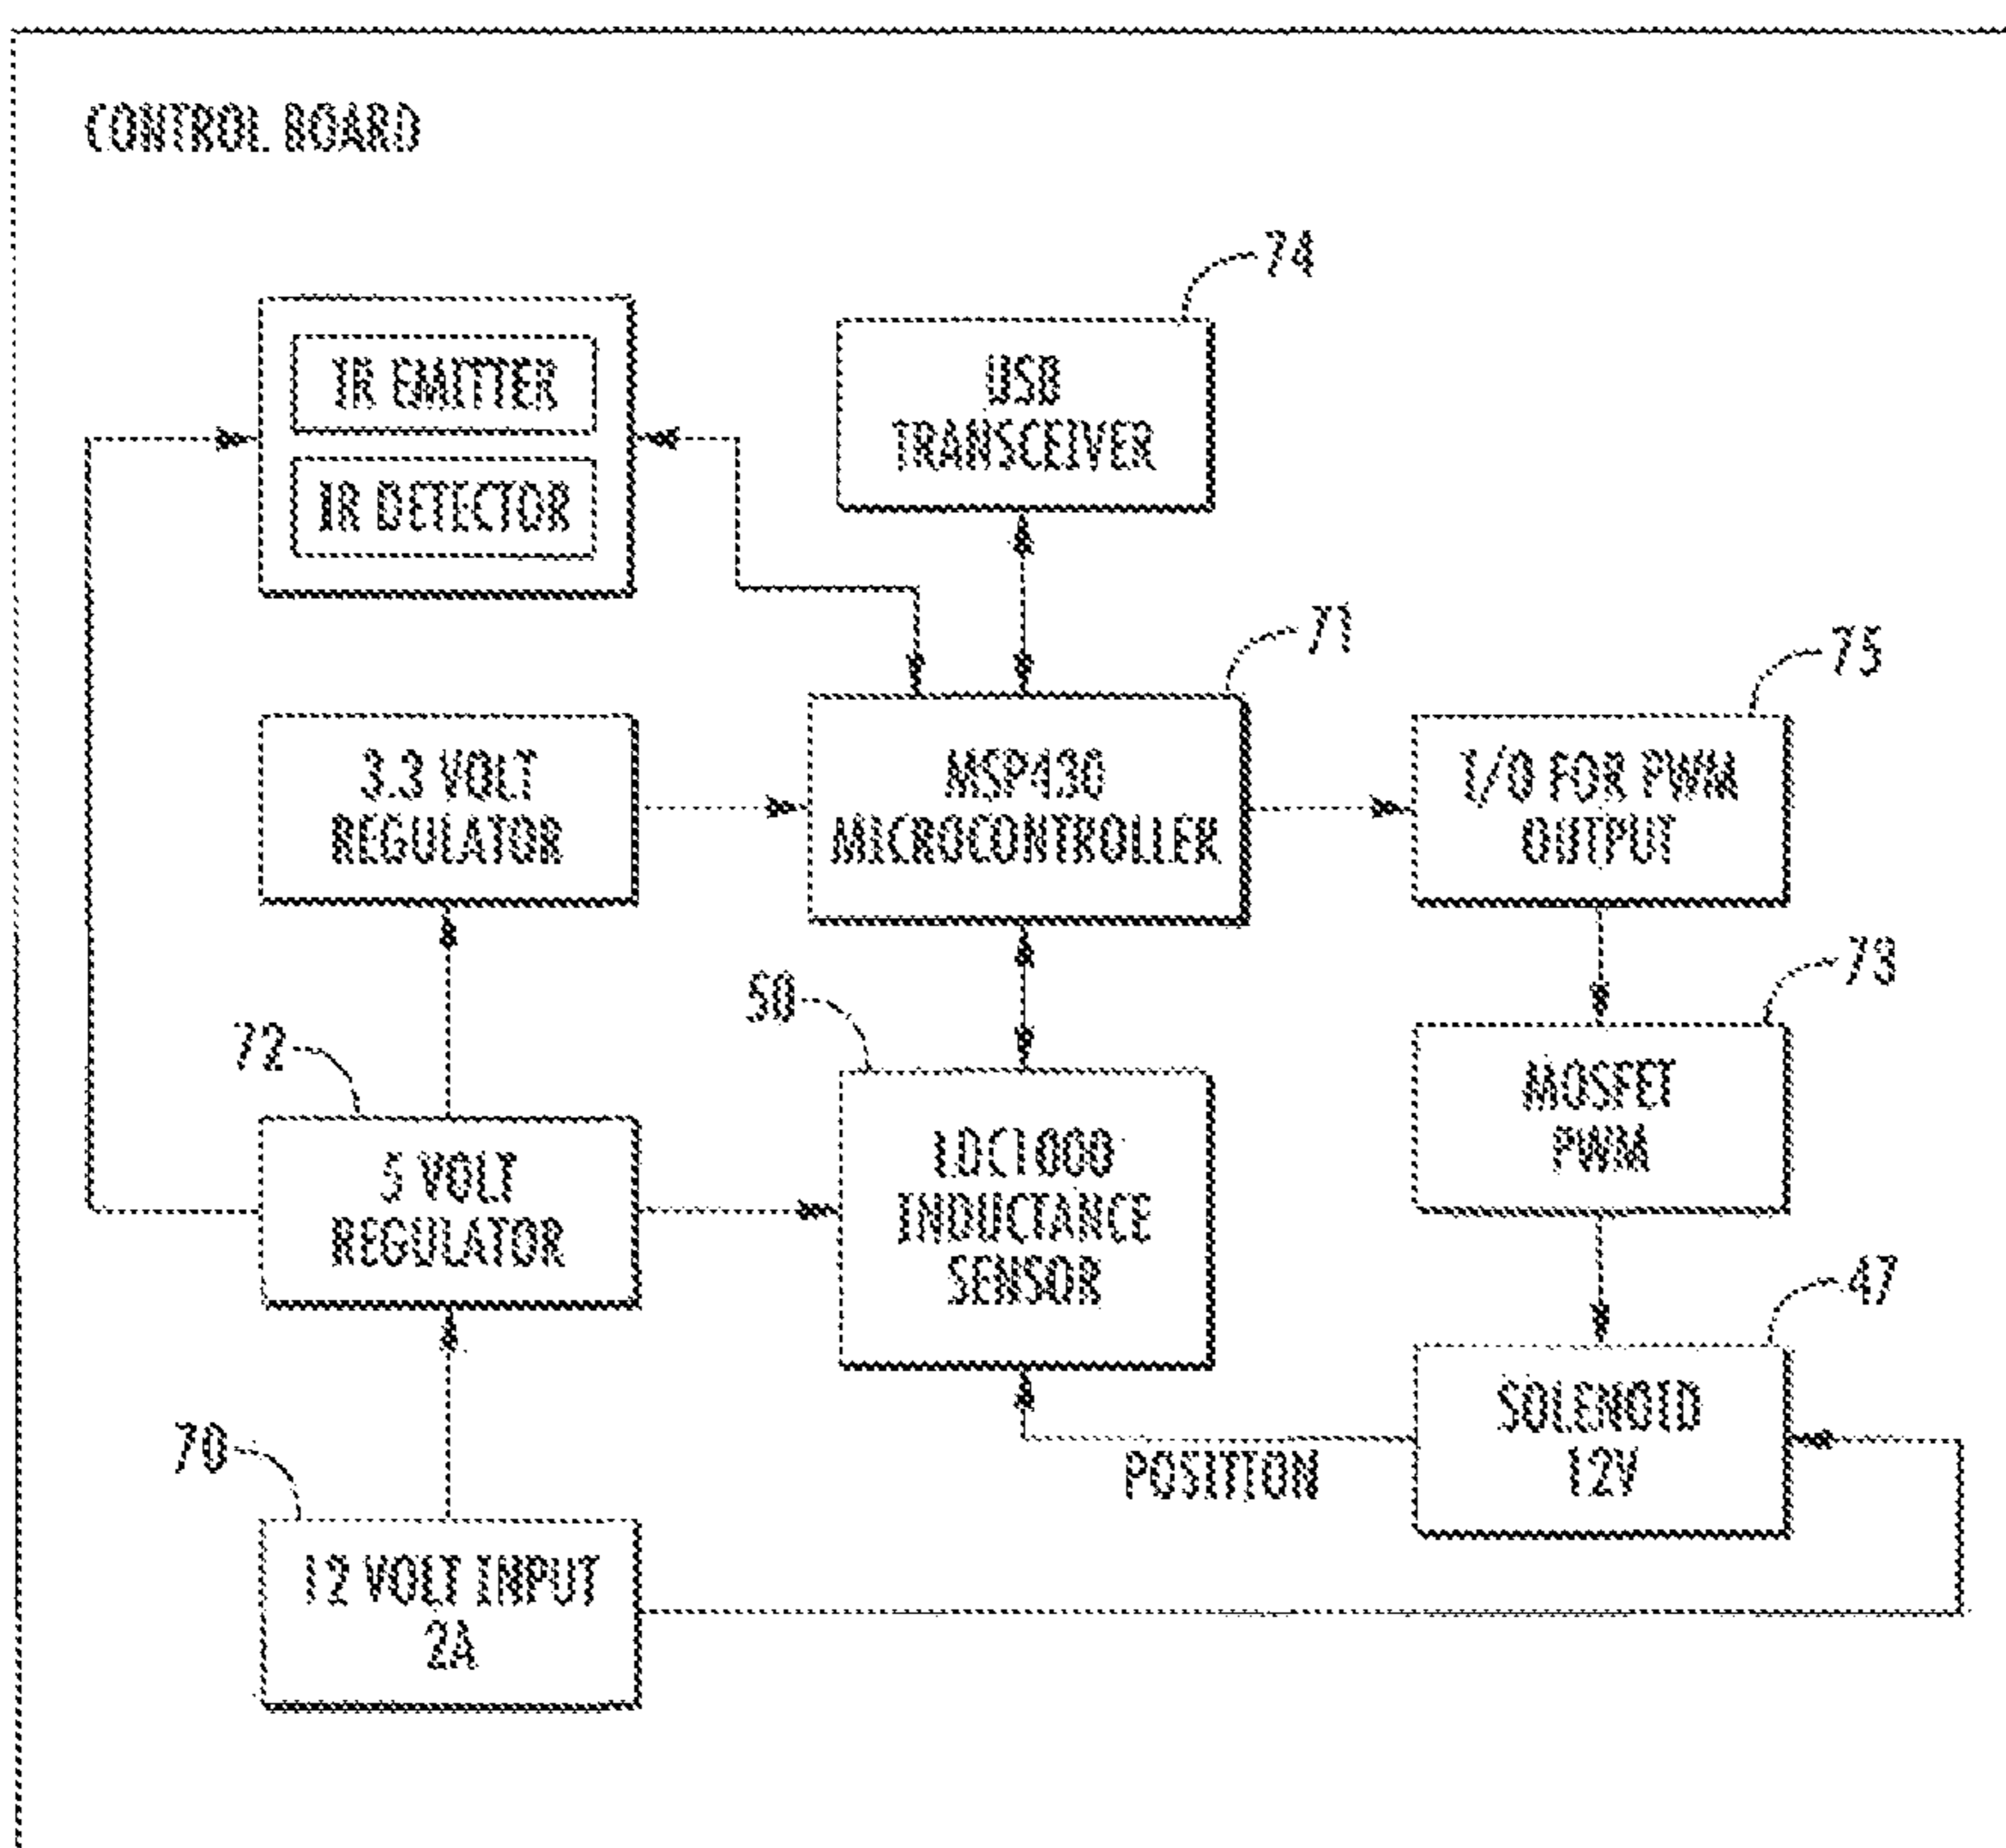 CONTROL BOARD
74
IR EMITTER
IR DETECTOR
USB
TRANSCEIVER
71
75
3.3 VOLT
REGULATOR
MSP430
MICROCONTROLLER
I/O FOR PWM
OUTPUT
73
50
72
MOSFET
PWM
5 VOLT
REGULATOR
LDC1000
INDUCTANCE
SENSOR
47
SOLENOID
12V
POSITION
70
12 VOLT INPUT
2A